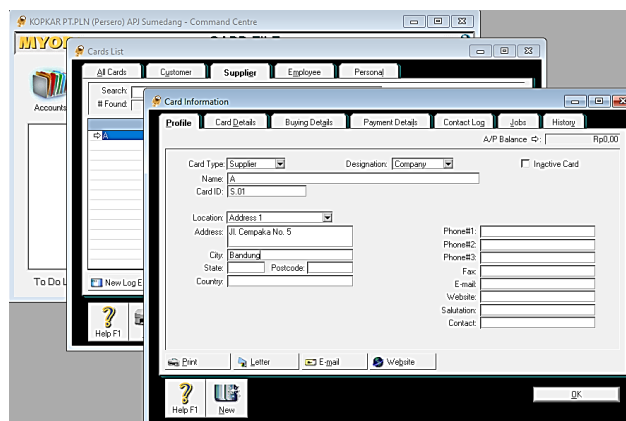 KOPKAR PT.PLN (Persero) APJ Sumedang - Command Centre
MYO
Cards List
All Cards Customer Supplier Employee Personal
Search:
# Found:
Accounts
A
To Do L
New Log E
Help F1
Card Information
Profile Card Details Buying Details Payment Details Contact Log Jobs History
A/P Balance ⇨: Rp0,00
Card Type: Supplier Designation: Company Inactive Card
Name: A
Card ID: S.01
Location: Address 1
Address: Jl. Cempaka No. 5
City: Bandung
State: Postcode:
Country:
Phone#1:
Phone#2:
Phone#3:
Fax:
E-mail:
Website:
Salutation:
Contact:
Print Letter E-mail Website
Help F1 New
OK